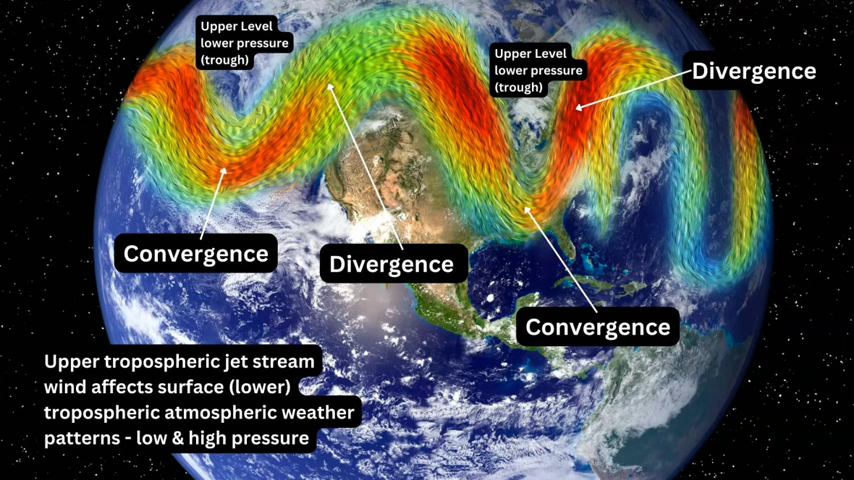 Upper Level
lower pressure
(trough)
Upper Level
lower pressure
(trough)
Divergence
Convergence
Divergence
Convergence
Upper tropospheric jet stream
wind affects surface (lower)
tropospheric atmospheric weather
patterns - low & high pressure